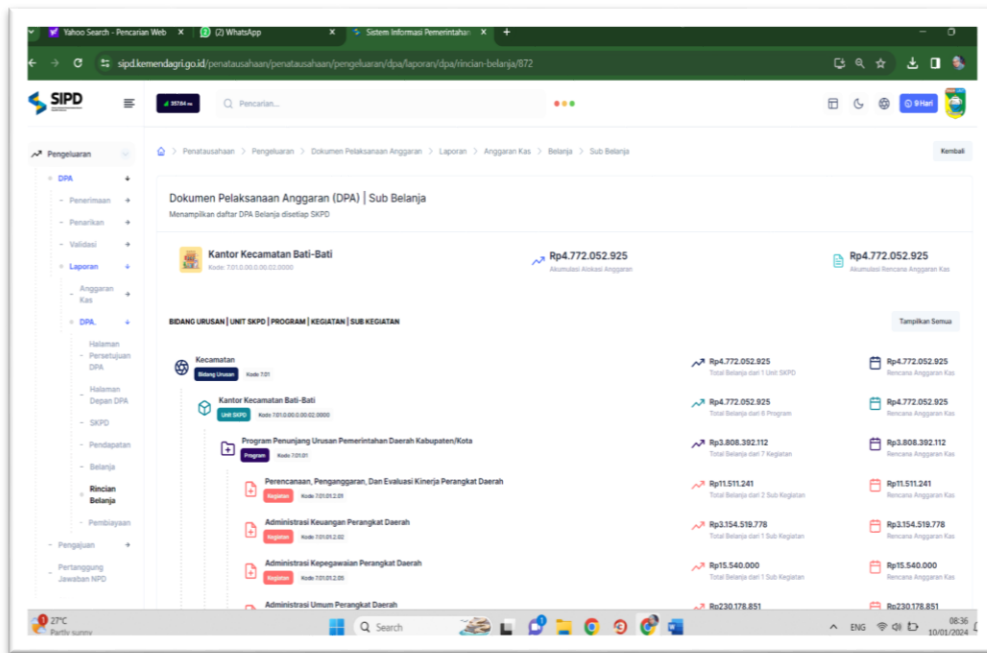 Yahoo Search - Pencarian Web X (2) WhatsApp X Sistem Informasi Pemerintahan X +
sipd.kemendagri.go.id/penatausahaan/penatausahaan/pengeluaran/dpa/laporan/dpa/rincian-belanja/872
SIPD
Pencarian...
Hari
Pengeluaran
DPA
Penerimaan
Penarikan
Validasi
Laporan
Anggaran
Kas
DPA.
Halaman
Persetujuan
DPA
Halaman
Depan DPA
SKPD
Pendapatan
Belanja
Rincian
Belanja
Pembiayaan
Pengajuan
Pertanggung
Jawaban NPD
> Penatausahaan > Pengeluaran > Dokumen Pelaksanaan Anggaran > Laporan > Anggaran Kas > Belanja > Sub Belanja
Kembali
Dokumen Pelaksanaan Anggaran (DPA) | Sub Belanja
Menampilkan daftar DPA Belanja disetiap SKPD
Kantor Kecamatan Bati-Bati
Kode: 7.01.0.00.0.00.02.0000
Rp4.772.052.925
Akumulasi Alokasi Anggaran
Rp4.772.052.925
Akumulasi Rencana Anggaran Kas
BIDANG URUSAN | UNIT SKPD | PROGRAM | KEGIATAN | SUB KEGIATAN
Tampilkan Semua
Kecamatan
Bidang Urusan Kode 7.01
Rp4.772.052.925
Total Belanja dari 1 Unit SKPD
Rp4.772.052.925
Rencana Anggaran Kas
Kantor Kecamatan Bati-Bati
Unit SKPD Kode 7.01.0.00.0.00.02.0000
Rp4.772.052.925
Total Belanja dari 6 Program
Rp4.772.052.925
Rencana Anggaran Kas
Program Penunjang Urusan Pemerintahan Daerah Kabupaten/Kota
Program Kode 7.01.01
Rp3.808.392.112
Total Belanja dari 7 Kegiatan
Rp3.808.392.112
Rencana Anggaran Kas
Perencanaan, Penganggaran, Dan Evaluasi Kinerja Perangkat Daerah
Kegiatan Kode 7.01.01.2.01
Rp11.511.241
Total Belanja dari 2 Sub Kegiatan
Rp11.511.241
Rencana Anggaran Kas
Administrasi Keuangan Perangkat Daerah
Kegiatan Kode 7.01.01.2.02
Rp3.154.519.778
Total Belanja dari 1 Sub Kegiatan
Rp3.154.519.778
Rencana Anggaran Kas
Administrasi Kepegawaian Perangkat Daerah
Kegiatan Kode 7.01.01.2.05
Rp15.540.000
Total Belanja dari 1 Sub Kegiatan
Rp15.540.000
Rencana Anggaran Kas
Administrasi Umum Perangkat Daerah
Rp230.178.851
Rp230.178.851
27°C
Partly sunny
Search
ENG
08:36
10/01/2024